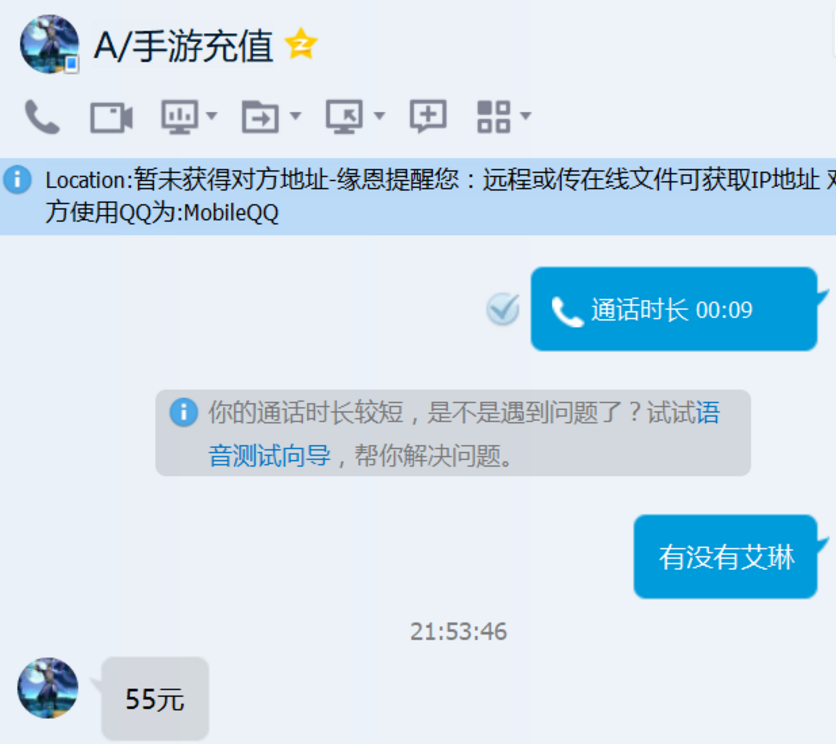 A/手游充值
Location:暂未获得对方地址-缘恩提醒您：远程或传在线文件可获取IP地址
方使用QQ为:MobileQQ
通话时长 00:09
你的通话时长较短，是不是遇到问题了？试试语
音测试向导，帮你解决问题。
有没有艾琳
21:53:46
55元